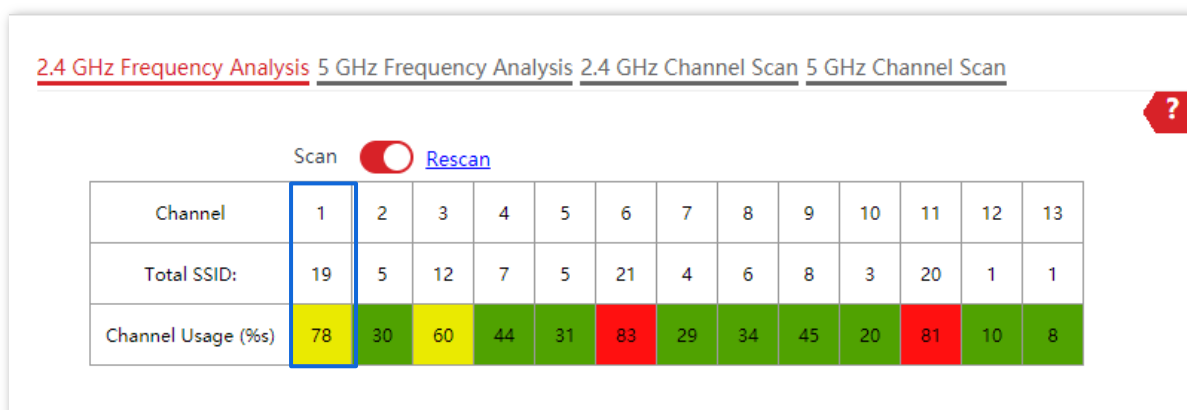 2.4 GHz Frequency Analysis 5 GHz Frequency Analysis 2.4 GHz Channel Scan 5 GHz Channel Scan
?
Scan Rescan
Channel 1 2 3 4 5 6 7 8 9 10 11 12 13
Total SSID: 19 5 12 7 5 21 4 6 8 3 20 1 1
Channel Usage (%s) 78 30 60 44 31 83 29 34 45 20 81 10 8